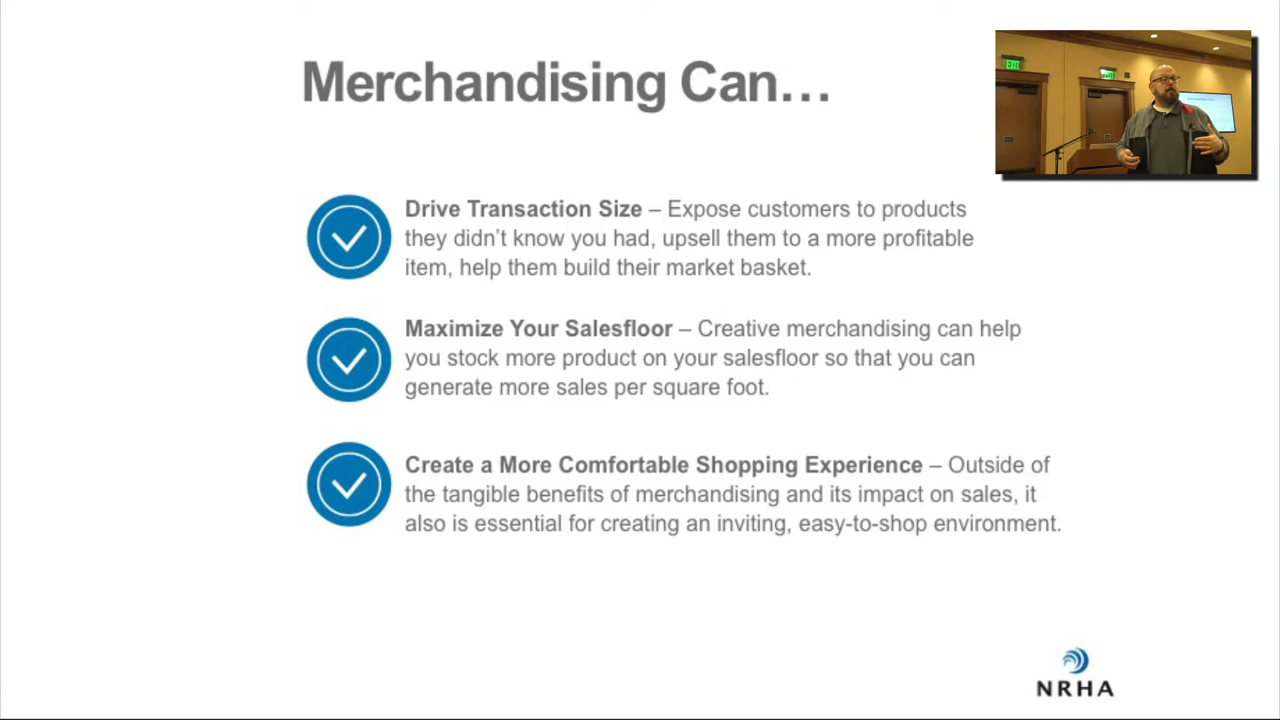 Merchandising Can…
EXIT
EXIT
Drive Transaction Size – Expose customers to products
they didn’t know you had, upsell them to a more profitable
item, help them build their market basket.
Maximize Your Salesfloor – Creative merchandising can help
you stock more product on your salesfloor so that you can
generate more sales per square foot.
Create a More Comfortable Shopping Experience – Outside of
the tangible benefits of merchandising and its impact on sales, it
also is essential for creating an inviting, easy-to-shop environment.
NRHA